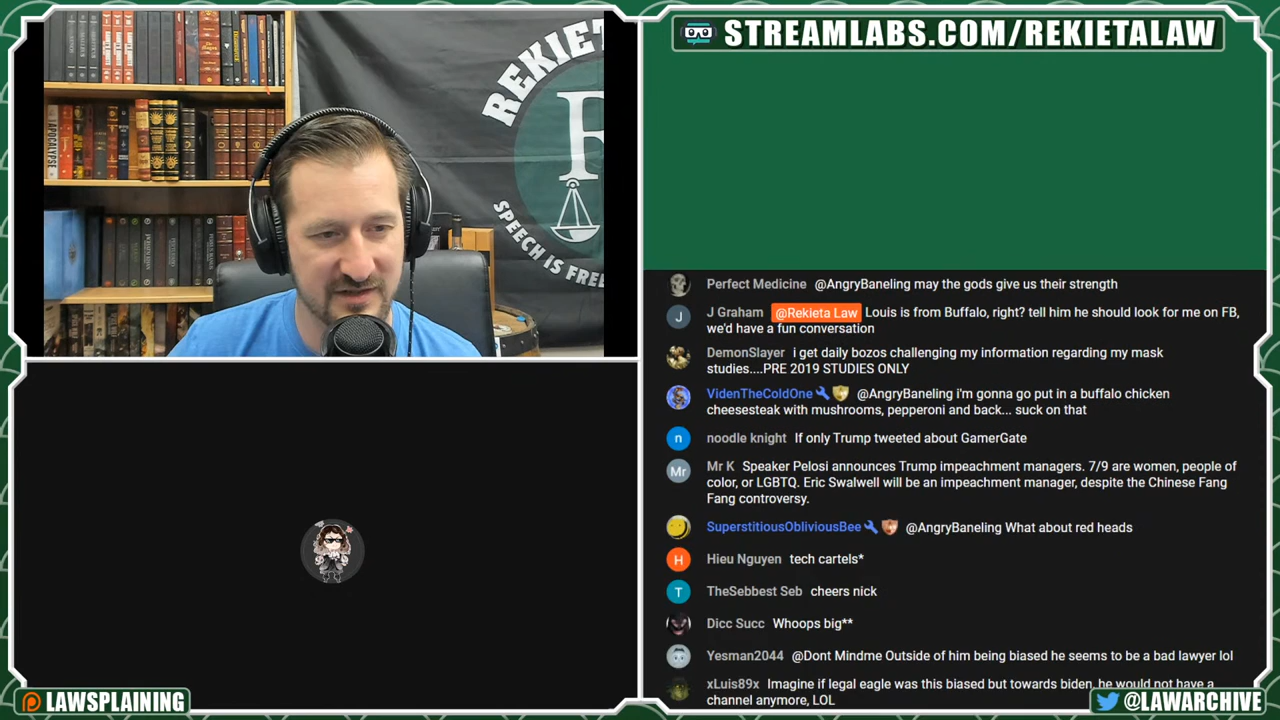 STREAMLABS.COM/REKIETALAW
REKIET
R
SPEECH IS FREE
APOCALYPSE
Perfect Medicine @AngryBaneling may the gods give us their strength
J
J Graham @Rekieta Law Louis is from Buffalo, right? tell him he should look for me on FB,
we'd have a fun conversation
DemonSlayer i get daily bozos challenging my information regarding my mask
studies....PRE 2019 STUDIES ONLY
VidenTheColdOne @AngryBaneling i'm gonna go put in a buffalo chicken
cheesesteak with mushrooms, pepperoni and back... suck on that
n
noodle knight If only Trump tweeted about GamerGate
Mr
Mr K Speaker Pelosi announces Trump impeachment managers. 7/9 are women, people of
color, or LGBTQ. Eric Swalwell will be an impeachment manager, despite the Chinese Fang
Fang controversy.
SuperstitiousObliviousBee @AngryBaneling What about red heads
H
Hieu Nguyen tech cartels*
T
TheSebbest Seb cheers nick
Dicc Succ Whoops big**
Yesman2044 @Dont Mindme Outside of him being biased he seems to be a bad lawyer lol
xLuis89x Imagine if legal eagle was this biased but towards biden, he would not have a
channel anymore, LOL
LAWSPLAINING
@LAWARCHIVE